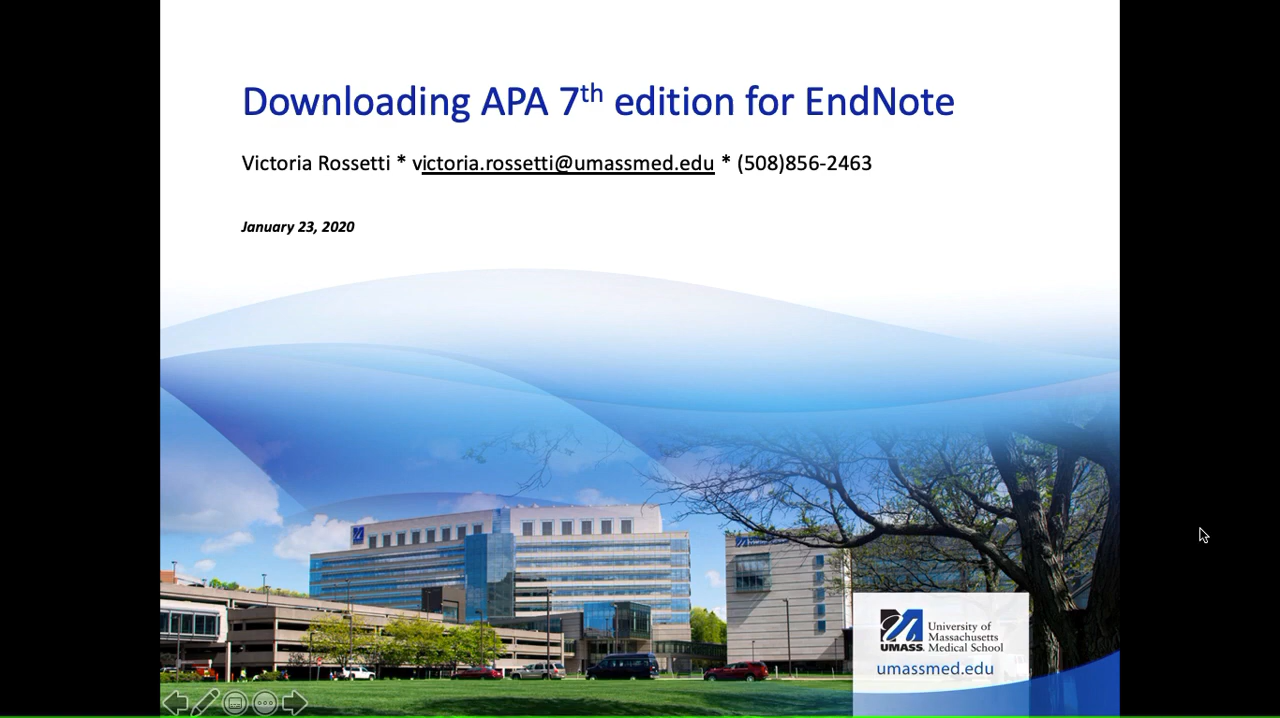 Downloading APA 7th edition for EndNote
Victoria Rossetti * victoria.rossetti@umassmed.edu * (508)856-2463
January 23, 2020
University of
Massachusetts
UMASS. Medical School
umassmed.edu